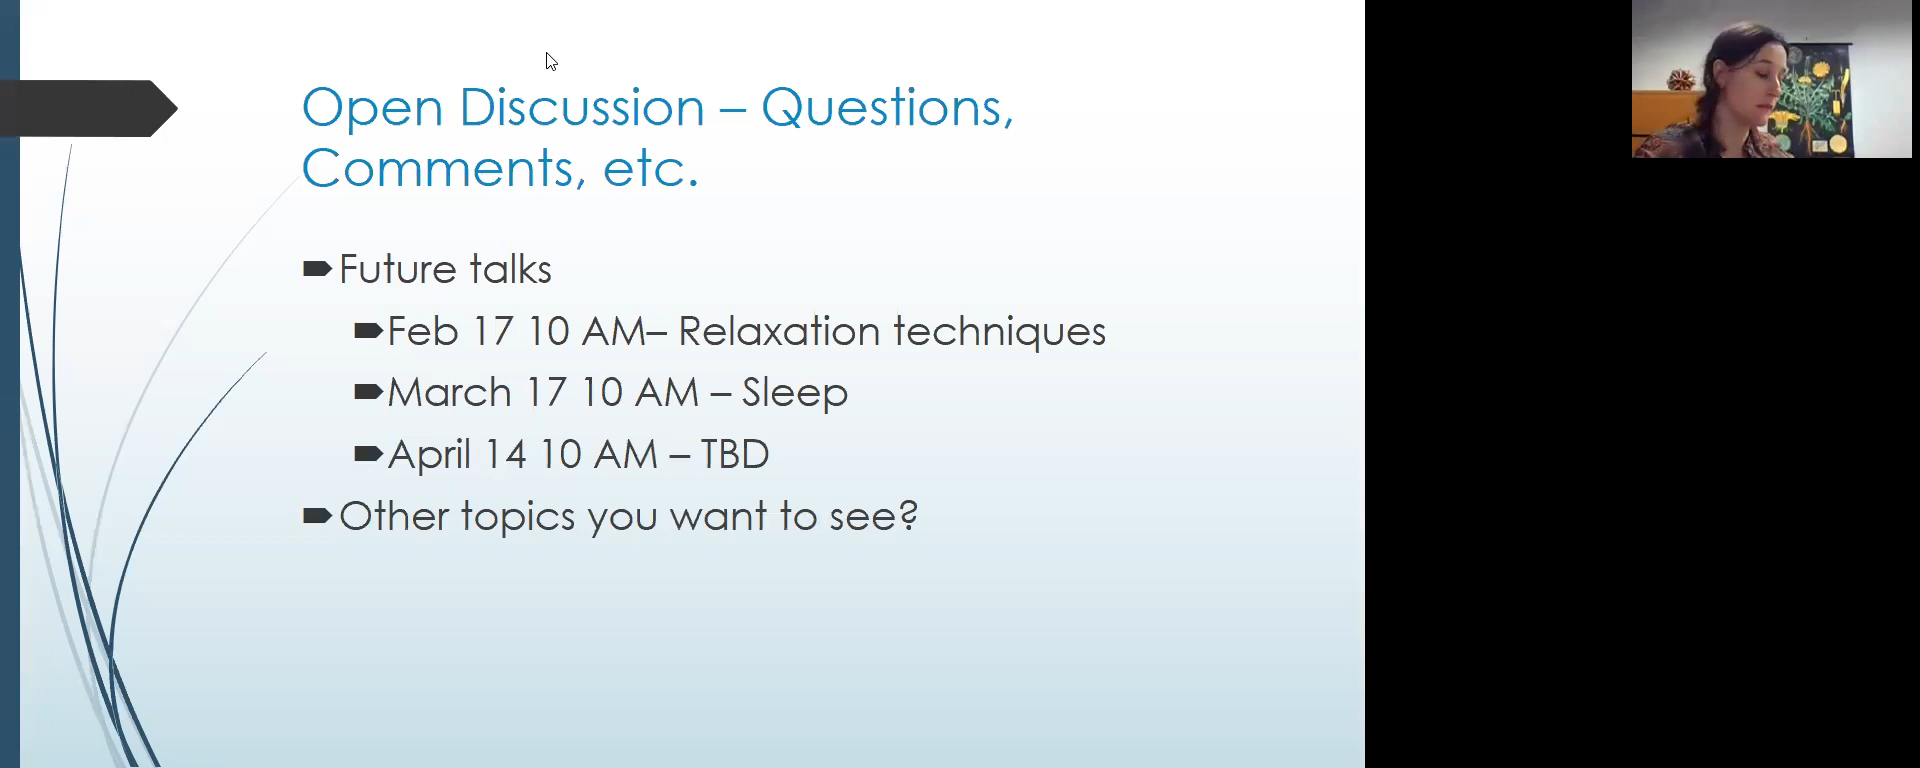 Open Discussion – Questions,
Comments, etc.
Future talks
Feb 17 10 AM– Relaxation techniques
March 17 10 AM – Sleep
April 14 10 AM – TBD
Other topics you want to see?